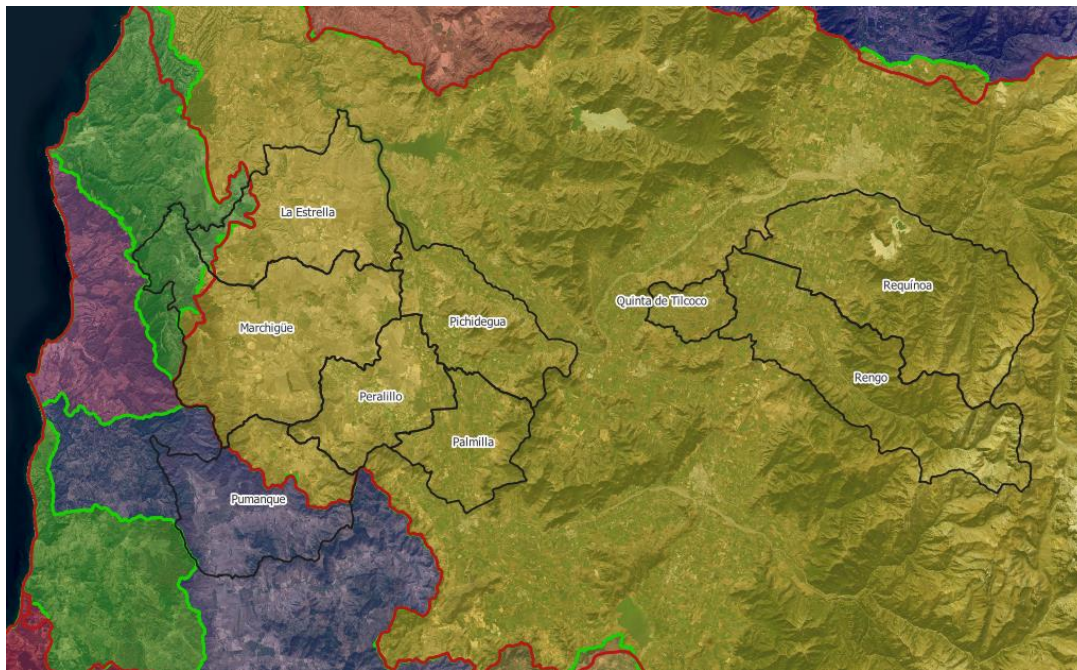 La Estrella
Requínoa
Quinta de Tilcoco
Pichidegua
Marchigüe
Rengo
Peralillo
Palmilla
Pumanque